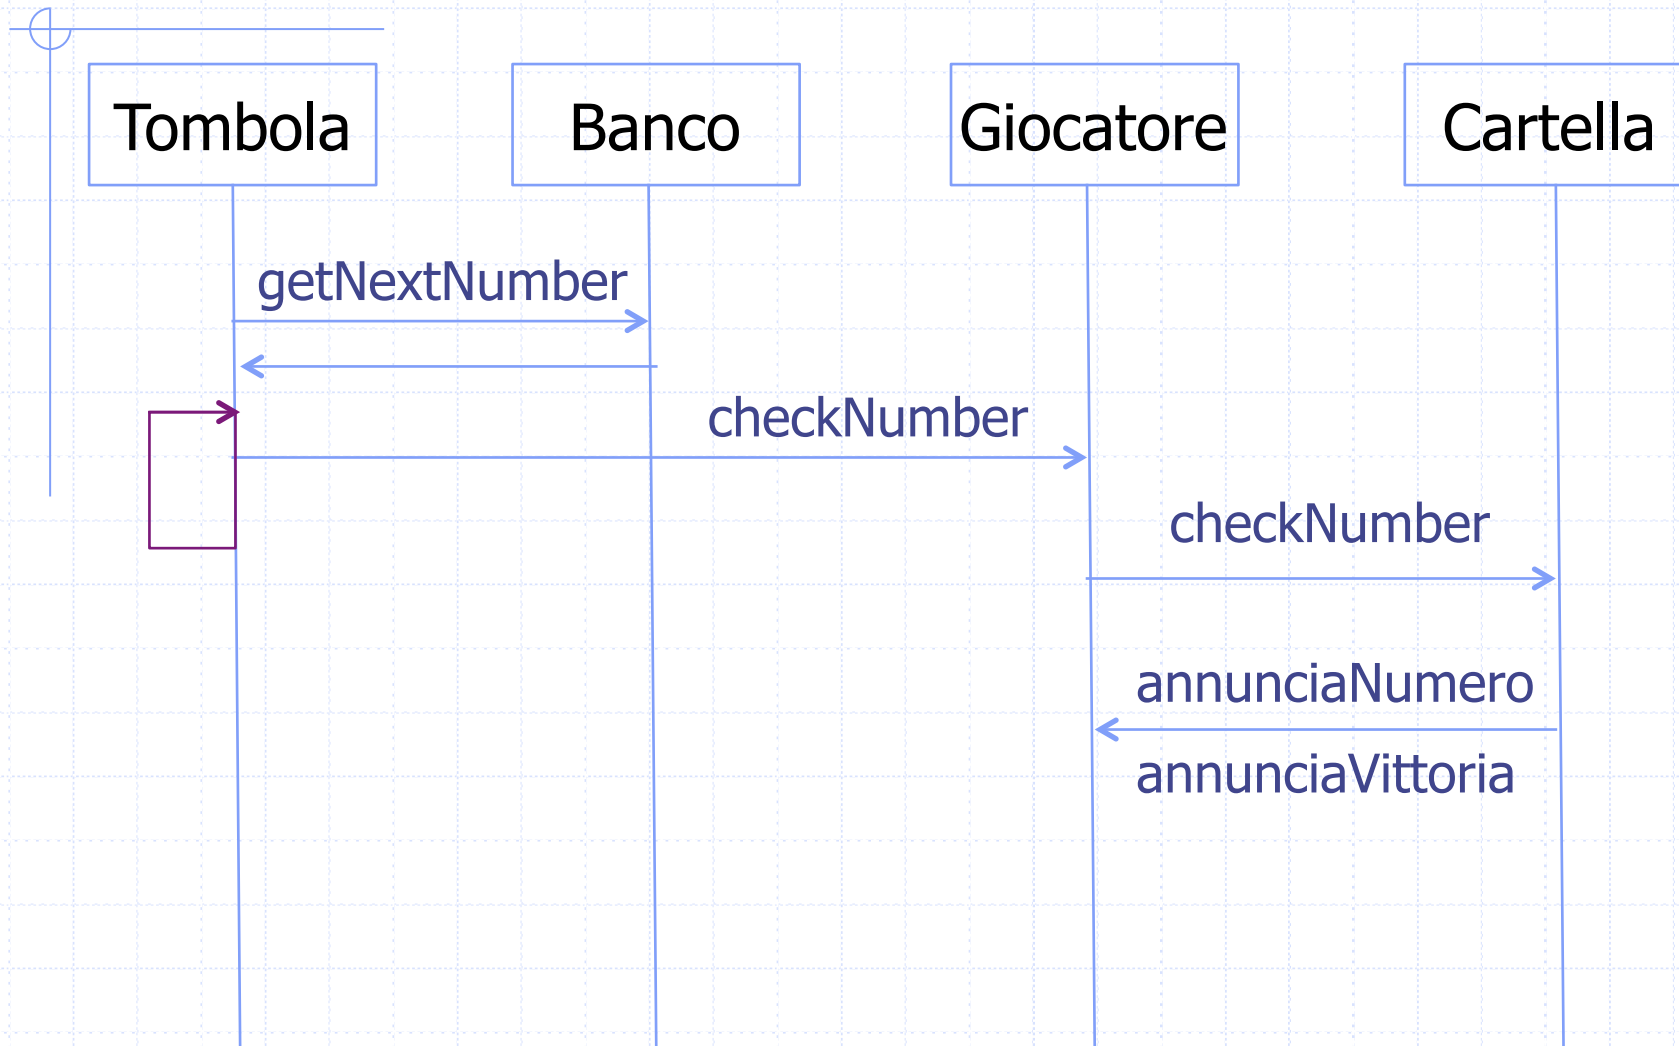 Tombola
Banco
Giocatore
Cartella
getNextNumber
checkNumber
checkNumber
annunciaNumero
annunciaVittoria